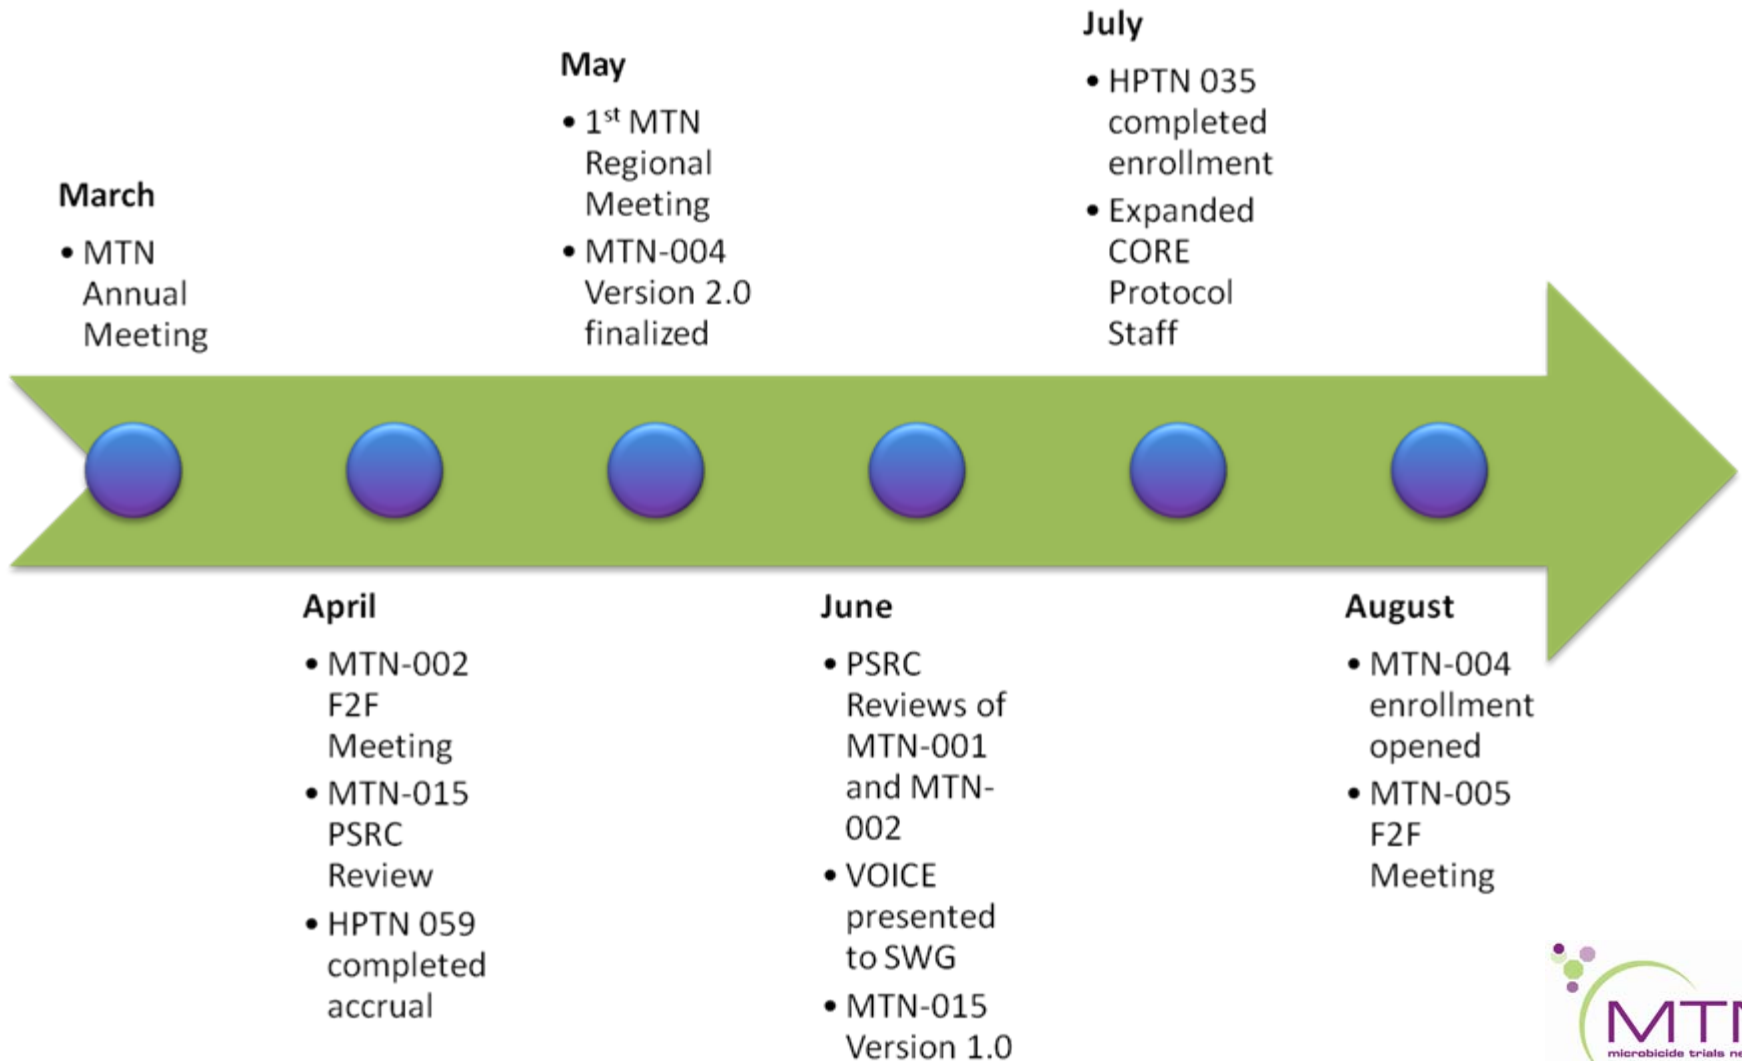 March
• MTN
Annual
Meeting
April
• MTN-002
F2F
Meeting
• MTN-015
PSRC
Review
• HPTN 059
completed
accrual
May
• 1st MTN
Regional
Meeting
• MTN-004
Version 2.0
finalized
June
• PSRC
Reviews of
MTN-001
and MTN-
002
• VOICE
presented
to SWG
• MTN-015
Version 1.0
July
• HPTN 035
completed
enrollment
• Expanded
CORE
Protocol
Staff
August
• MTN-004
enrollment
opened
• MTN-005
F2F
Meeting
MTN
microbicide trials ne